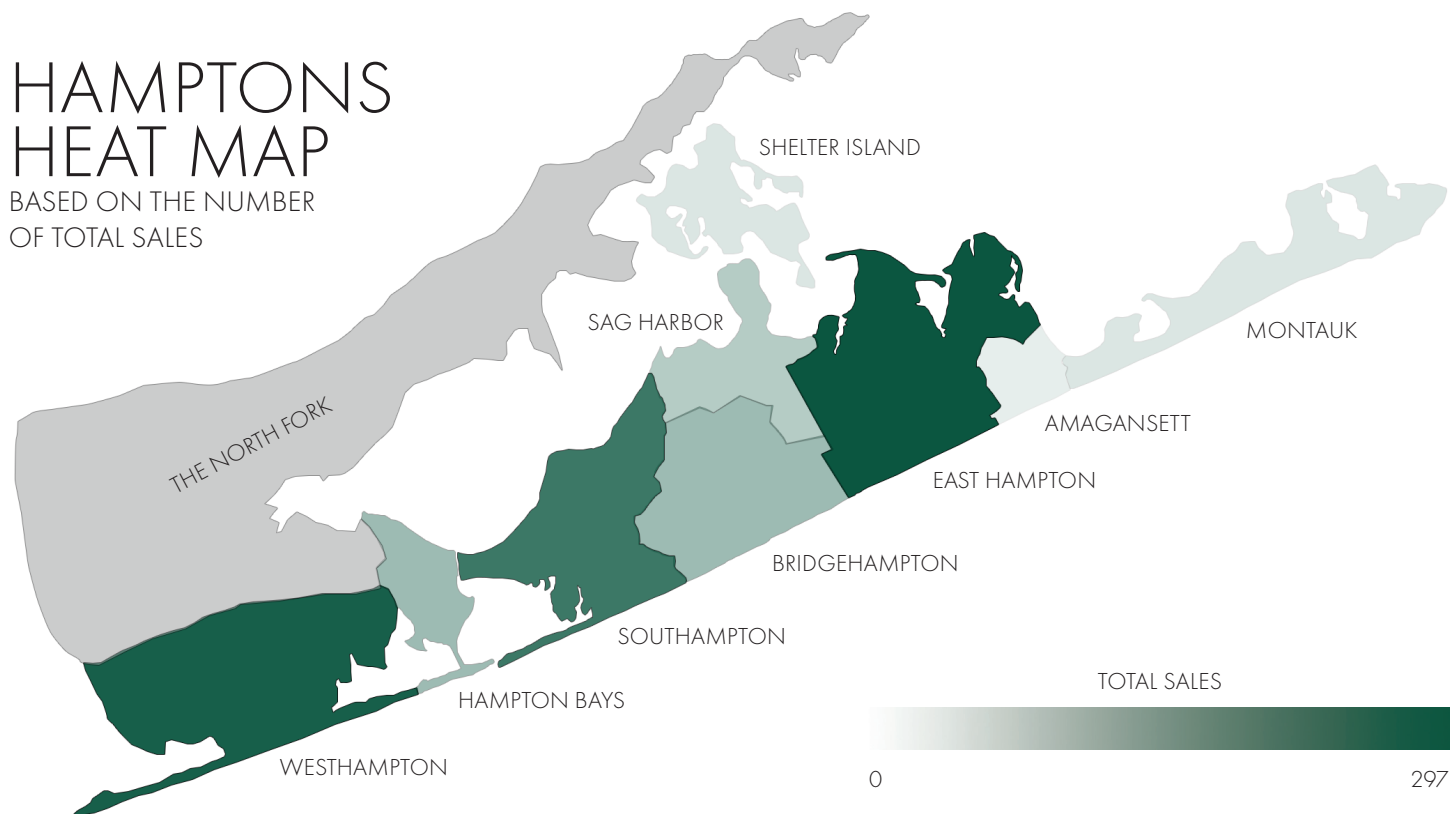 HAMPTONS
HEAT MAP
BASED ON THE NUMBER
OF TOTAL SALES
SHELTER ISLAND
SAG HARBOR
MONTAUK
THE NORTH FORK
AMAGANSETT
EAST HAMPTON
BRIDGEHAMPTON
SOUTHAMPTON
HAMPTON BAYS
WESTHAMPTON
TOTAL SALES
0
297